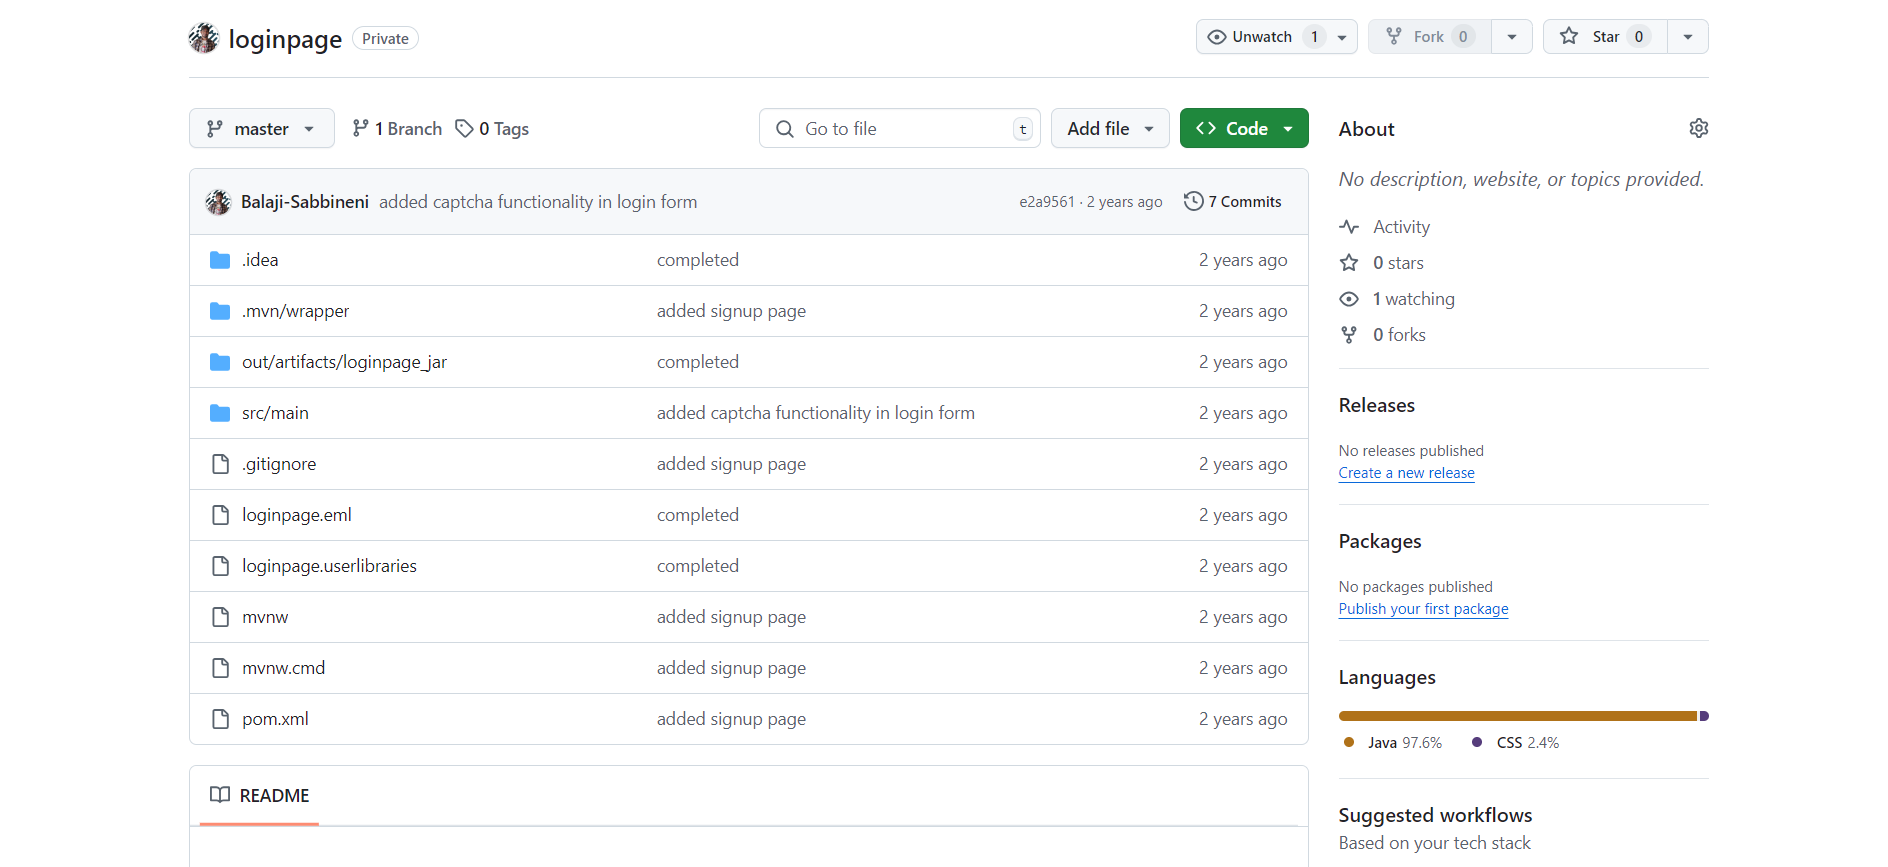 loginpage Private Unwatch 1 Fork 0 Star 0
master 1 Branch 0 Tags Go to file t Add file Code
Balaji-Sabbineni added captcha functionality in login form e2a9561 · 2 years ago 7 Commits
.idea completed 2 years ago
.mvn/wrapper added signup page 2 years ago
out/artifacts/loginpage_jar completed 2 years ago
src/main added captcha functionality in login form 2 years ago
.gitignore added signup page 2 years ago
loginpage.eml completed 2 years ago
loginpage.userlibraries completed 2 years ago
mvnw added signup page 2 years ago
mvnw.cmd added signup page 2 years ago
pom.xml added signup page 2 years ago
README
About
No description, website, or topics provided.
Activity
0 stars
1 watching
0 forks
Releases
No releases published
Create a new release
Packages
No packages published
Publish your first package
Languages
Java 97.6% CSS 2.4%
Suggested workflows
Based on your tech stack